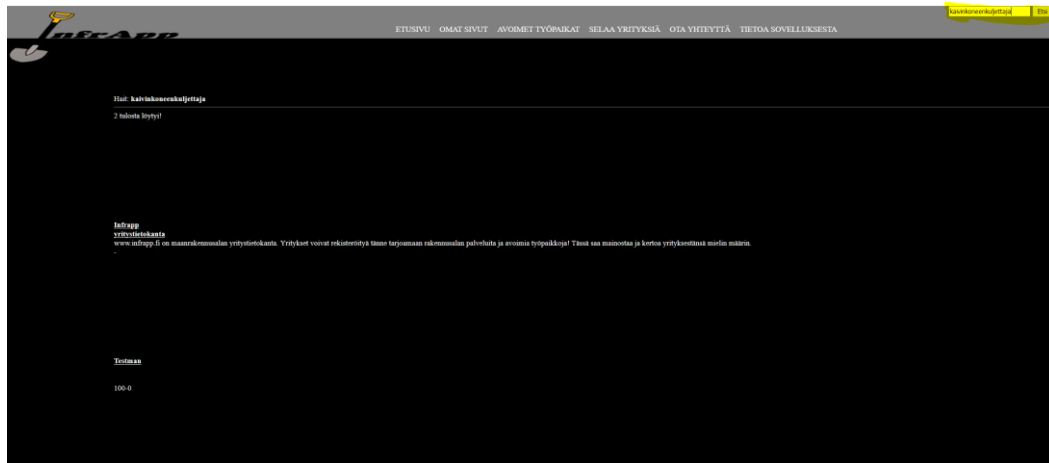 kaivinkoneenkuljettaja Etsi
InfrApp
ETUSIVU OMAT SIVUT AVOIMET TYÖPAIKAT SELAA YRITYKSIÄ OTA YHTEYTTÄ TIETOA SOVELLUKSESTA
Hait: kaivinkoneenkuljettaja
2 tulosta löytyi!
Infrapp
yritystietokanta
www.infrapp.fi on maanrakennusalan yritystietokanta. Yritykset voivat rekisteröityä tänne tarjoamaan rakennusalan palveluita ja avoimia työpaikkoja! Tässä saa mainostaa ja kertoa yrityksestänsä mielin määrin.
-
Testman
100-0